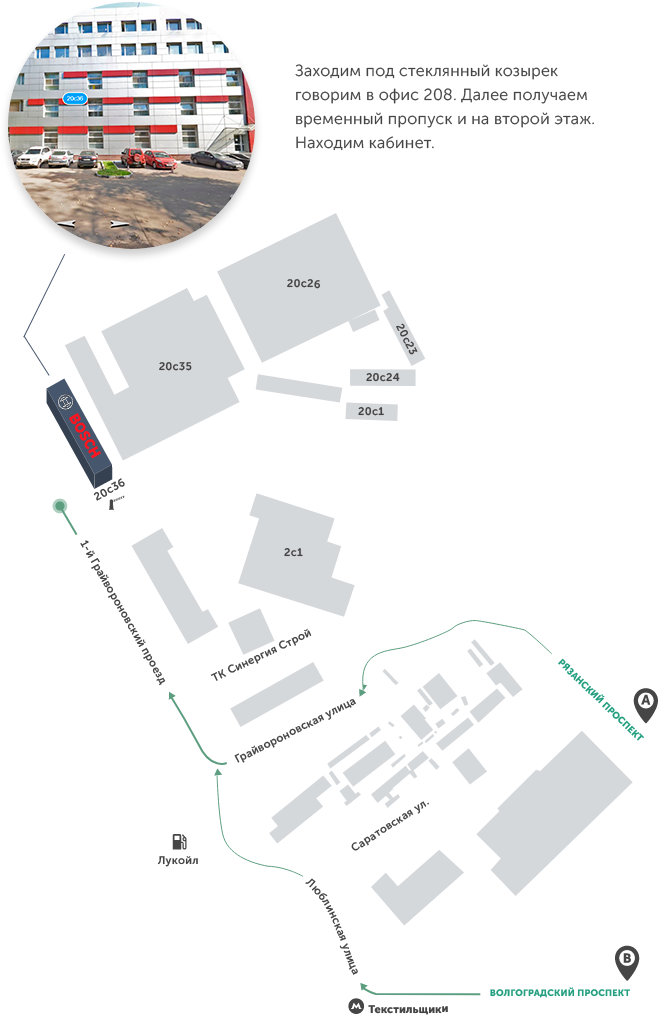 20с36
Заходим под стеклянный козырек
говорим в офис 208. Далее получаем
временный пропуск и на второй этаж.
Находим кабинет.
20с26
20с23
20с35
20с24
20с1
BOSCH
20с36
2с1
1-й Грайвороновский проезд
ТК Синергия Строй
РЯЗАНСКИЙ ПРОСПЕКТ
A
Грайвороновская улица
Саратовская ул.
Лукойл
Люблинская улица
B
ВОЛГОГРАДСКИЙ ПРОСПЕКТ
М Текстильщики